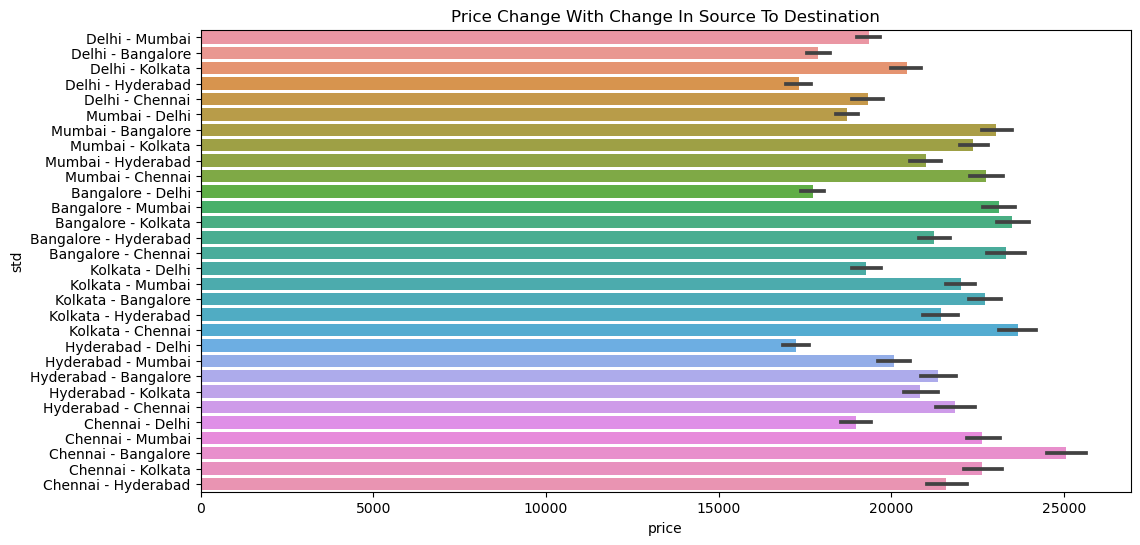 Price Change With Change In Source To Destination
Delhi - Mumbai
Delhi - Bangalore
Delhi - Kolkata
Delhi - Hyderabad
Delhi - Chennai
Mumbai - Delhi
Mumbai - Bangalore
Mumbai - Kolkata
Mumbai - Hyderabad
Mumbai - Chennai
Bangalore - Delhi
Bangalore - Mumbai
Bangalore - Kolkata
Bangalore - Hyderabad
Bangalore - Chennai
Kolkata - Delhi
Kolkata - Mumbai
Kolkata - Bangalore
Kolkata - Hyderabad
Kolkata - Chennai
Hyderabad - Delhi
Hyderabad - Mumbai
Hyderabad - Bangalore
Hyderabad - Kolkata
Hyderabad - Chennai
Chennai - Delhi
Chennai - Mumbai
Chennai - Bangalore
Chennai - Kolkata
Chennai - Hyderabad
std
0 5000 10000 15000 20000 25000
price